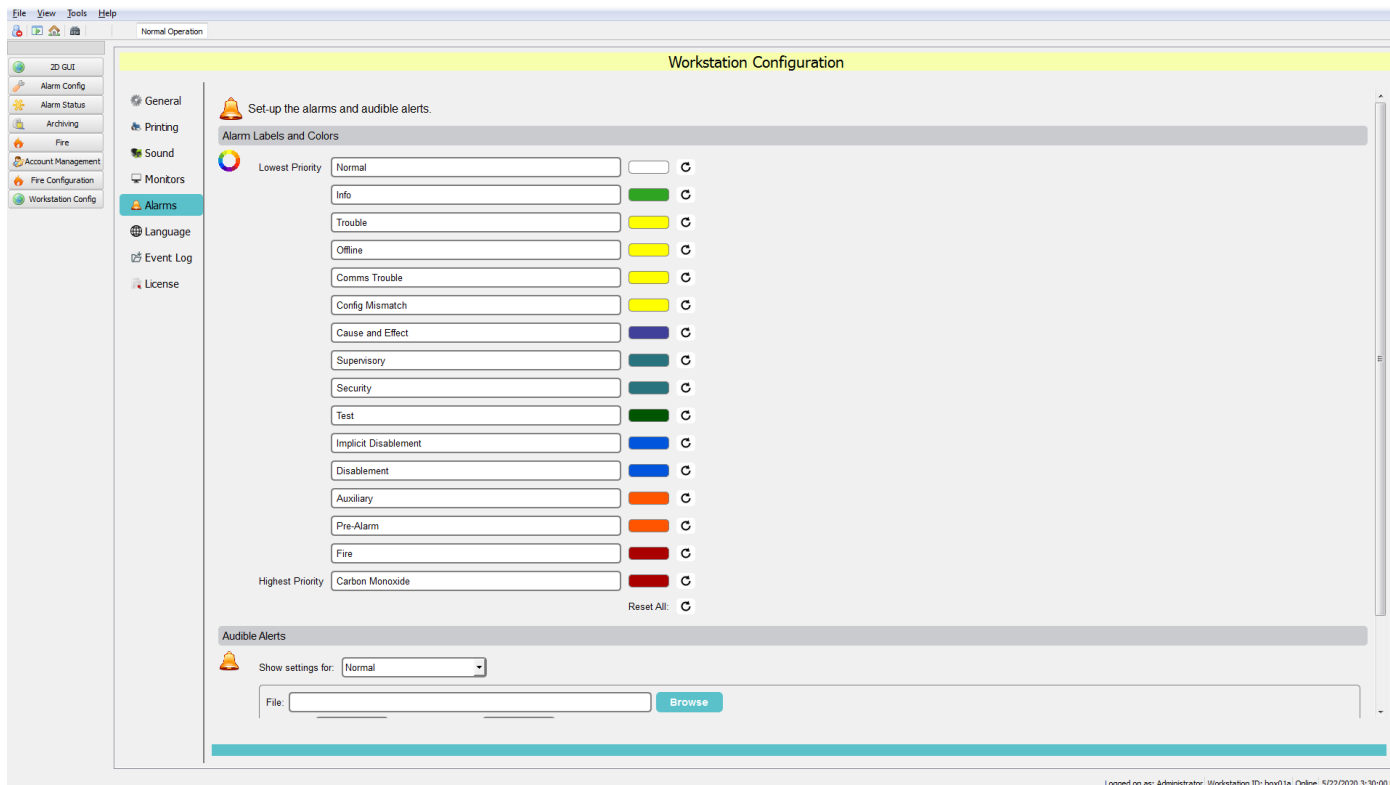 File View Tools Help
Normal Operation
2D GUI
Alarm Config
Alarm Status
Archiving
Fire
Account Management
Fire Configuration
Workstation Config
Workstation Configuration
General
Printing
Sound
Monitors
Alarms
Language
Event Log
License
Set-up the alarms and audible alerts.
Alarm Labels and Colors
Lowest Priority Normal
Info
Trouble
Offline
Comms Trouble
Config Mismatch
Cause and Effect
Supervisory
Security
Test
Implicit Disablement
Disablement
Auxiliary
Pre-Alarm
Fire
Highest Priority Carbon Monoxide
Reset All:
Audible Alerts
Show settings for: Normal
File: Browse
Logged on as: Administrator Workstation ID: box01a Online 5/22/2020 3:30:00